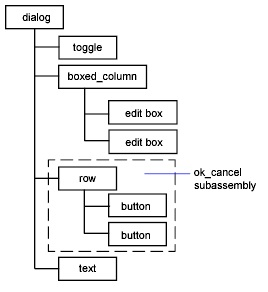 dialog
toggle
boxed_column
edit box
edit box
row
ok_cancel
subassembly
button
button
text